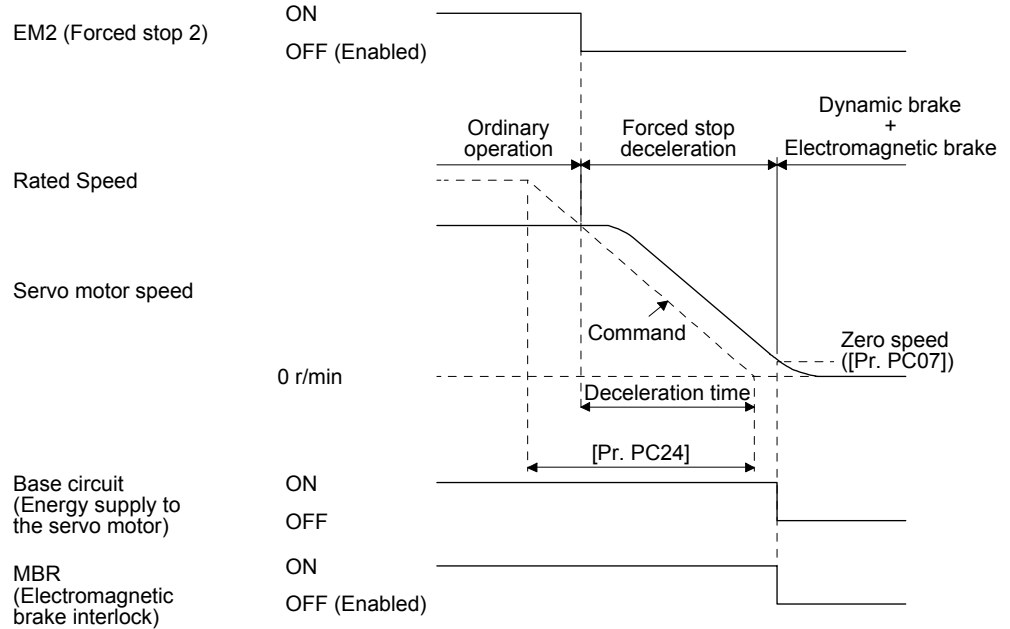 EM2 (Forced stop 2)
ON
OFF (Enabled)
Ordinary
operation
Forced stop
deceleration
Dynamic brake
+
Electromagnetic brake
Rated Speed
Servo motor speed
Command
Zero speed
([Pr. PC07])
0 r/min
Deceleration time
[Pr. PC24]
Base circuit
(Energy supply to
the servo motor)
ON
OFF
MBR
(Electromagnetic
brake interlock)
ON
OFF (Enabled)